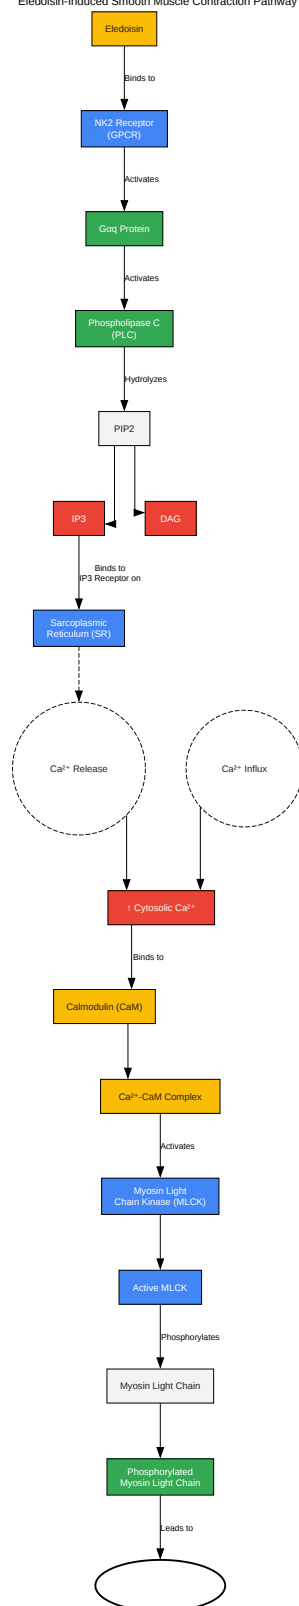 Eledoisin-Induced Smooth Muscle Contraction Pathway
Eledoisin
Binds to
NK2 Receptor
(GPCR)
Activates
Gαq Protein
Activates
Phospholipase C
(PLC)
Hydrolyzes
PIP2
IP3
DAG
Binds to
IP3 Receptor on
Sarcoplasmic
Reticulum (SR)
Ca²⁺ Release
Ca²⁺ Influx
↑ Cytosolic Ca²⁺
Binds to
Calmodulin (CaM)
Ca²⁺-CaM Complex
Activates
Myosin Light
Chain Kinase (MLCK)
Active MLCK
Phosphorylates
Myosin Light Chain
Phosphorylated
Myosin Light Chain
Leads to